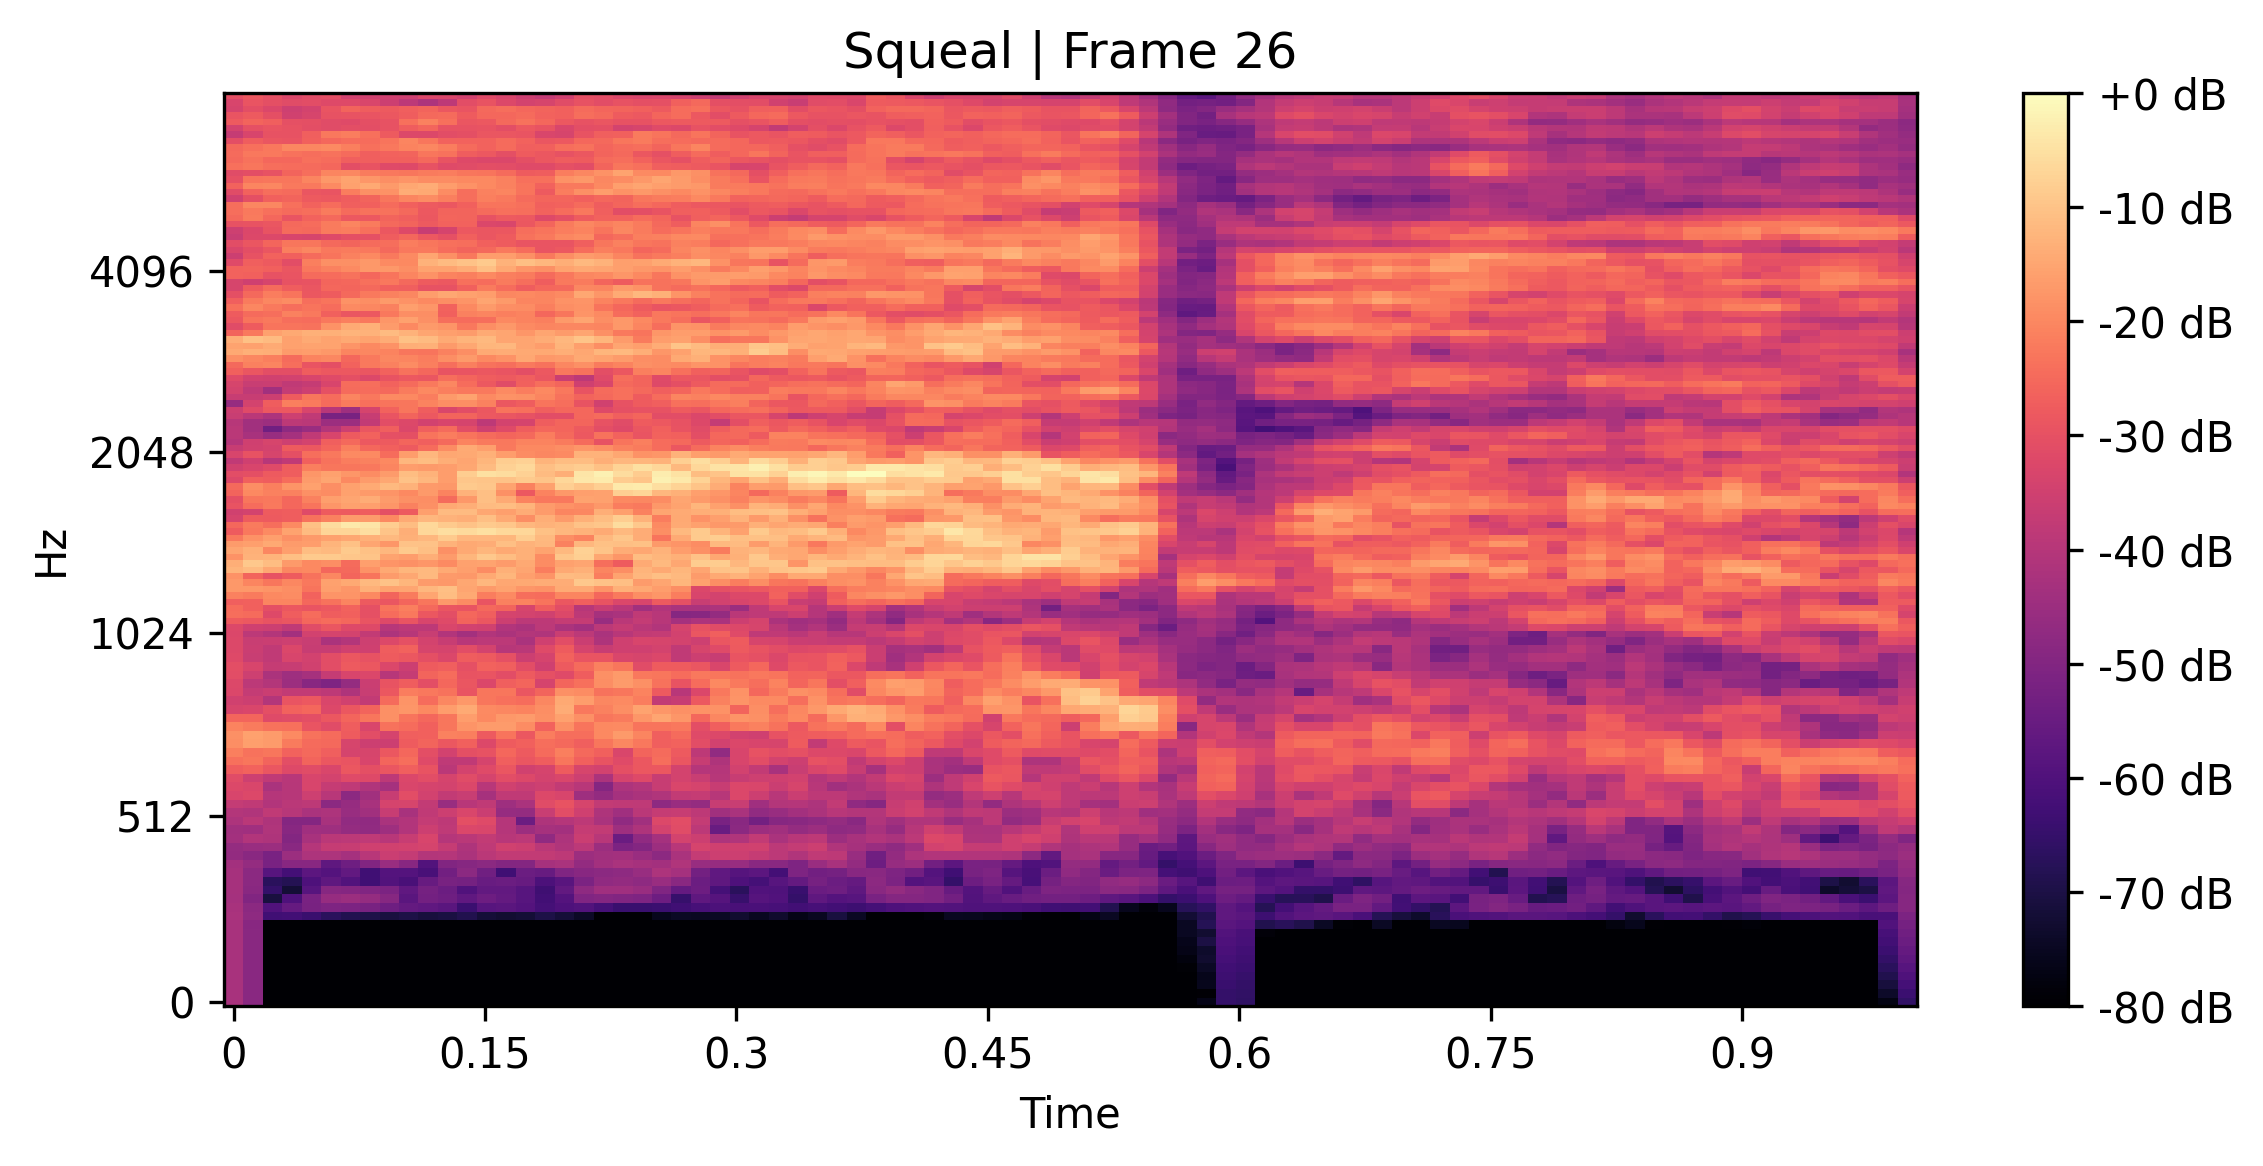 Squeal | Frame 26
+0 dB
-10 dB
-20 dB
-30 dB
-40 dB
-50 dB
-60 dB
-70 dB
-80 dB
Hz
4096
2048
1024
512
0
0 0.15 0.3 0.45 0.6 0.75 0.9
Time